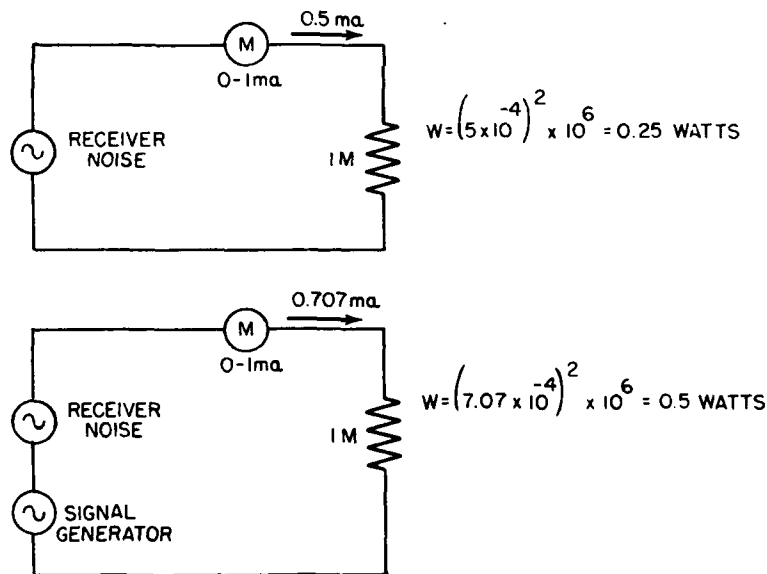 0.5 ma
M
0-1ma
RECEIVER
NOISE
1M
W=(5x10^-4)^2 x 10^6 = 0.25 WATTS
0.707ma
M
0-1ma
RECEIVER
NOISE
1M
W=(7.07 x 10^-4)^2 x 10^6 = 0.5 WATTS
SIGNAL
GENERATOR